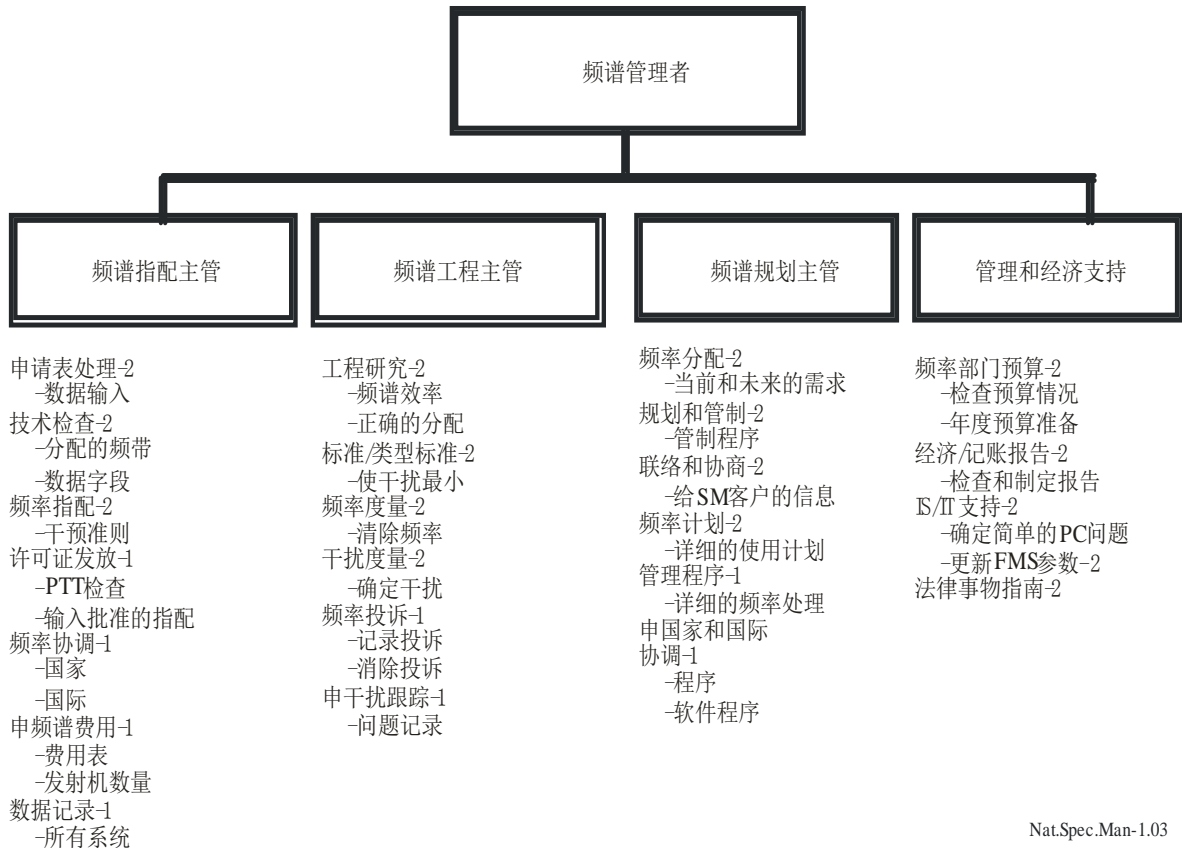 频谱管理者
频谱指配主管
频谱工程主管
频谱规划主管
管理和经济支持
申请表处理-2
-数据输入
技术检查-2
-分配的频带
-数据字段
频率指配-2
-干预准则
许可证发放-1
-PTT检查
-输入批准的指配
频率协调-1
-国家
-国际
申频谱费用-1
-费用表
-发射机数量
数据记录-1
-所有系统
工程研究-2
-频谱效率
-正确的分配
标准/类型标准-2
-使干扰最小
频率度量-2
-清除频率
干扰度量-2
-确定干扰
频率投诉-1
-记录投诉
-消除投诉
申干扰跟踪-1
-问题记录
频率分配-2
-当前和未来的需求
规划和管制-2
-管制程序
联络和协商-2
-给SM客户的信息
频率计划-2
-详细的使用计划
管理程序-1
-详细的频率处理
申国家和国际
协调-1
-程序
-软件程序
频率部门预算-2
-检查预算情况
-年度预算准备
经济/记账报告-2
-检查和制定报告
IS/IT支持-2
-确定简单的PC问题
-更新FMS参数-2
法律事物指南-2
Nat.Spec.Man-1.03